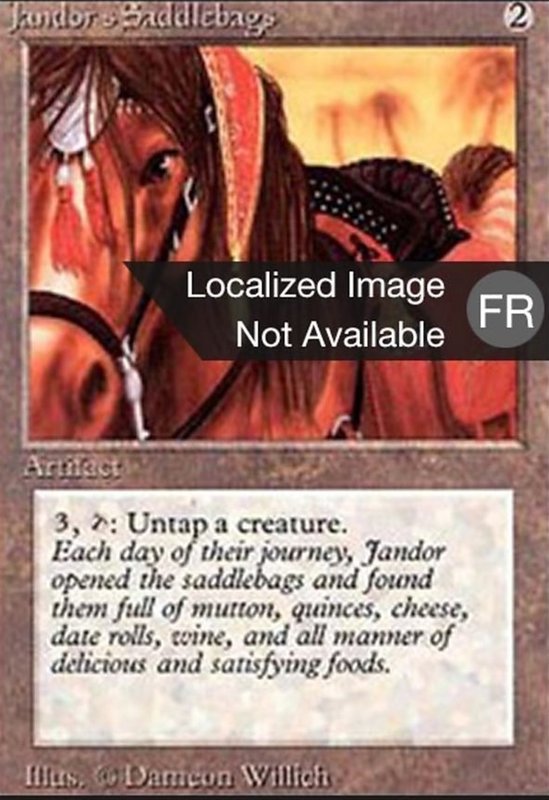 Jandor's Saddlebags 2
Localized Image
Not Available
FR
Artifact
3, : Untap a creature.
Each day of their journey, Jandor
opened the saddlebags and found
them full of mutton, quinces, cheese,
date rolls, wine, and all manner of
delicious and satisfying foods.
Illus. © Dameon Willich